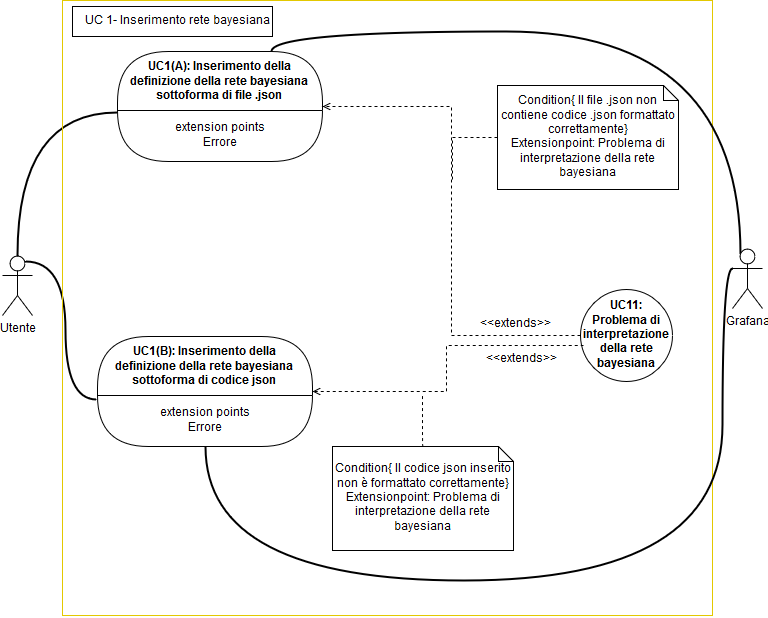 UC 1- Inserimento rete bayesiana
UC1(A): Inserimento della
definizione della rete bayesiana
sottoforma di file .json
extension points
Errore
Condition{ Il file .json non
contiene codice .json formattato
correttamente}
Extensionpoint: Problema di
interpretazione della rete
bayesiana
Utente
Grafana
<<extends>>
<<extends>>
UC11:
Problema di
interpretazione
della rete
bayesiana
UC1(B): Inserimento della
definizione della rete bayesiana
sottoforma di codice json
extension points
Errore
Condition{ Il codice json inserito
non è formattato correttamente}
Extensionpoint: Problema di
interpretazione della rete
bayesiana